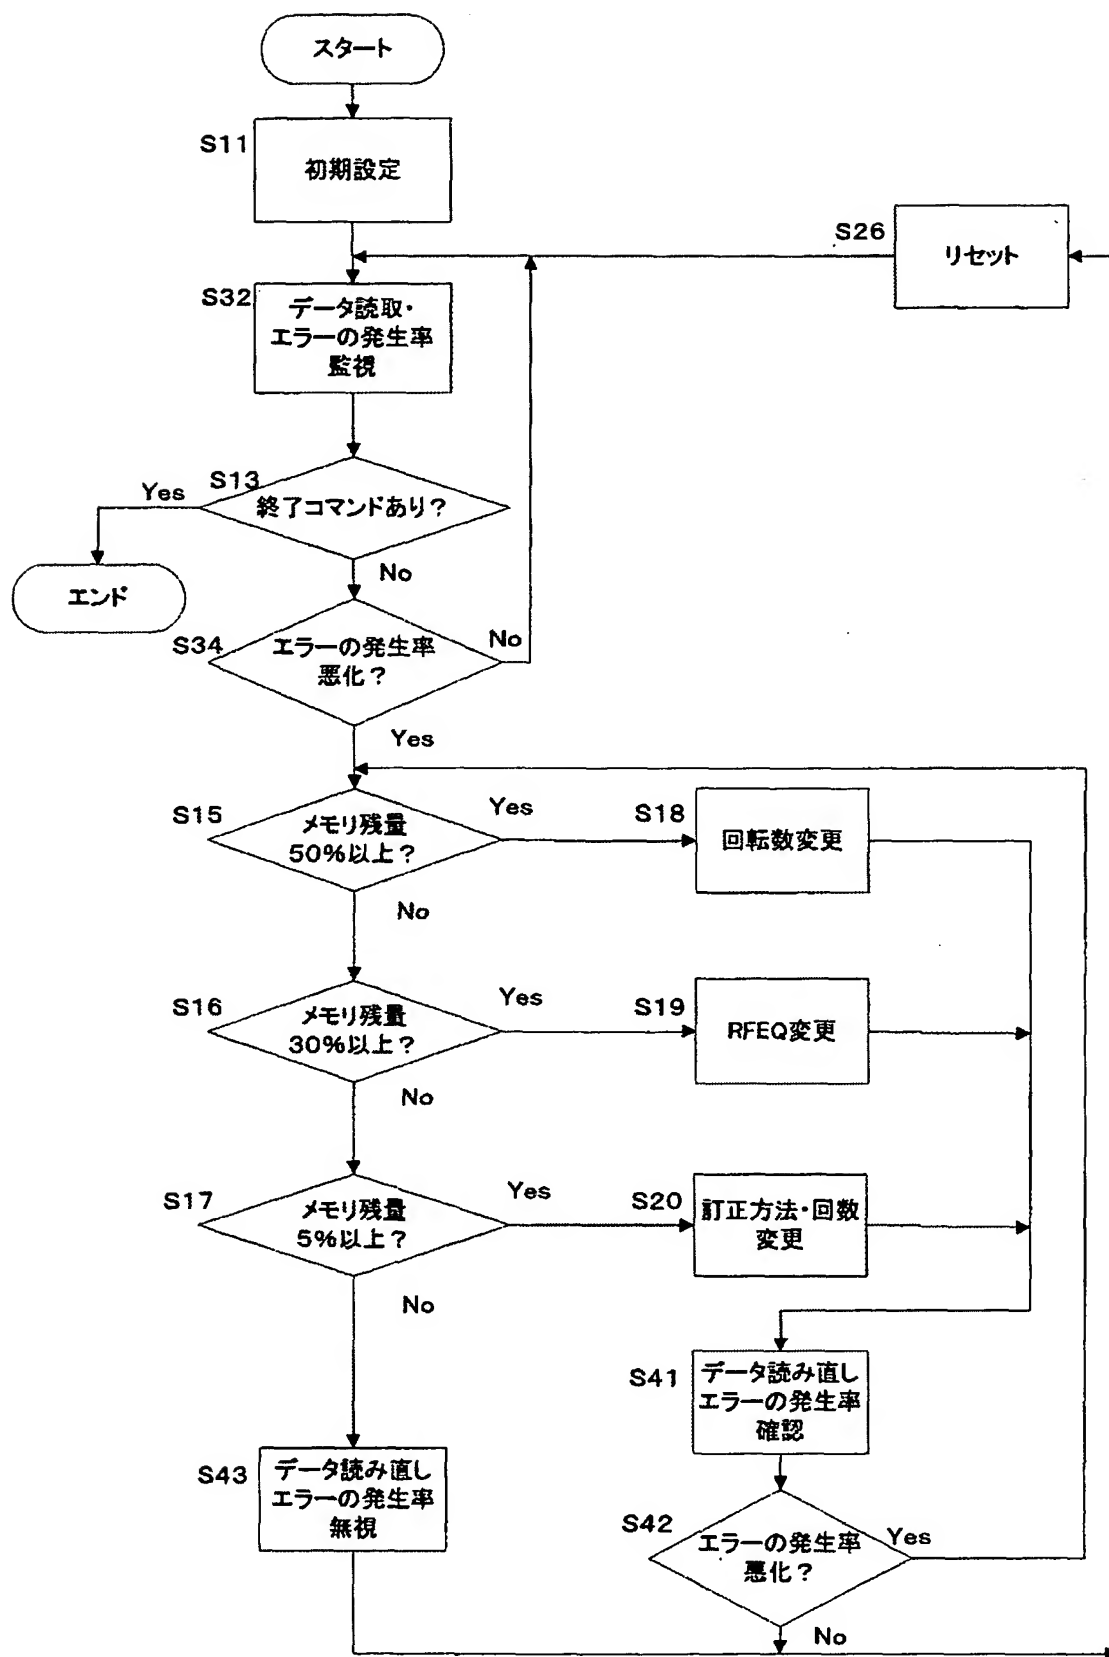 スタート
S11
初期設定
S26
リセット
S32
データ読取・
エラーの発生率
監視
S13
終了コマンドあり？
Yes
No
エンド
S34
エラーの発生率
悪化？
No
Yes
S15
メモリ残量
50%以上？
Yes
No
S18
回転数変更
S16
メモリ残量
30%以上？
Yes
No
S19
RFEQ変更
S17
メモリ残量
5%以上？
Yes
No
S20
訂正方法・回数
変更
S41
データ読み直し
エラーの発生率
確認
S43
データ読み直し
エラーの発生率
無視
S42
エラーの発生率
悪化？
Yes
No